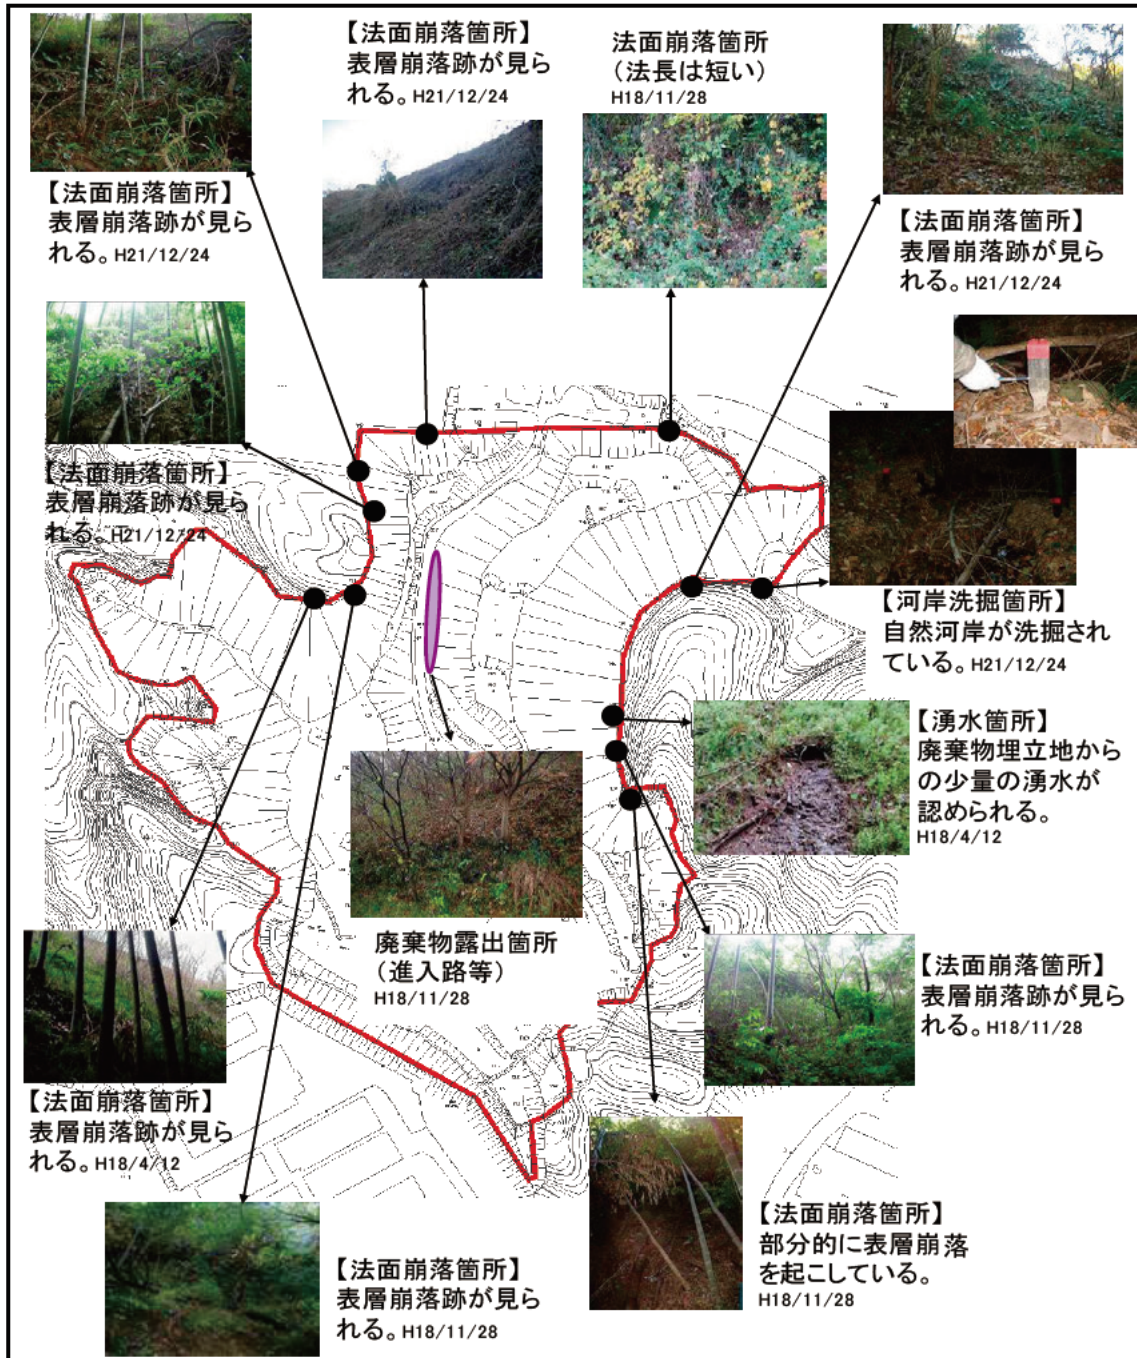 【法面崩落箇所】
表層崩落跡が見ら
れる。H21/12/24
法面崩落箇所
（法長は短い）
H18/11/28
【法面崩落箇所】
表層崩落跡が見ら
れる。H21/12/24
【法面崩落箇所】
表層崩落跡が見ら
れる。H21/12/24
【法面崩落箇所】
表層崩落跡が見ら
れる。H21/12/24
【河岸洗掘箇所】
自然河岸が洗掘され
ている。H21/12/24
【湧水箇所】
廃棄物埋立地から
の少量の湧水が
認められる。
H18/4/12
廃棄物露出箇所
（進入路等）
H18/11/28
【法面崩落箇所】
表層崩落跡が見ら
れる。H18/11/28
【法面崩落箇所】
表層崩落跡が見ら
れる。H18/4/12
【法面崩落箇所】
部分的に表層崩落
を起こしている。
H18/11/28
【法面崩落箇所】
表層崩落跡が見ら
れる。H18/11/28